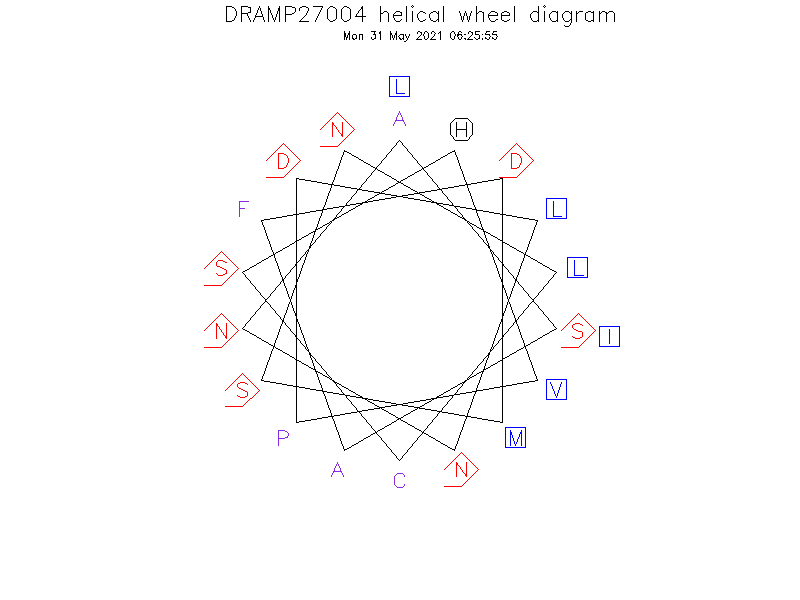 DRAMP27004 helical wheel diagram
Mon 31 May 2021 06:25:55
L
N A H
D D
F L
S L
N S I
S V
P M
A N
C